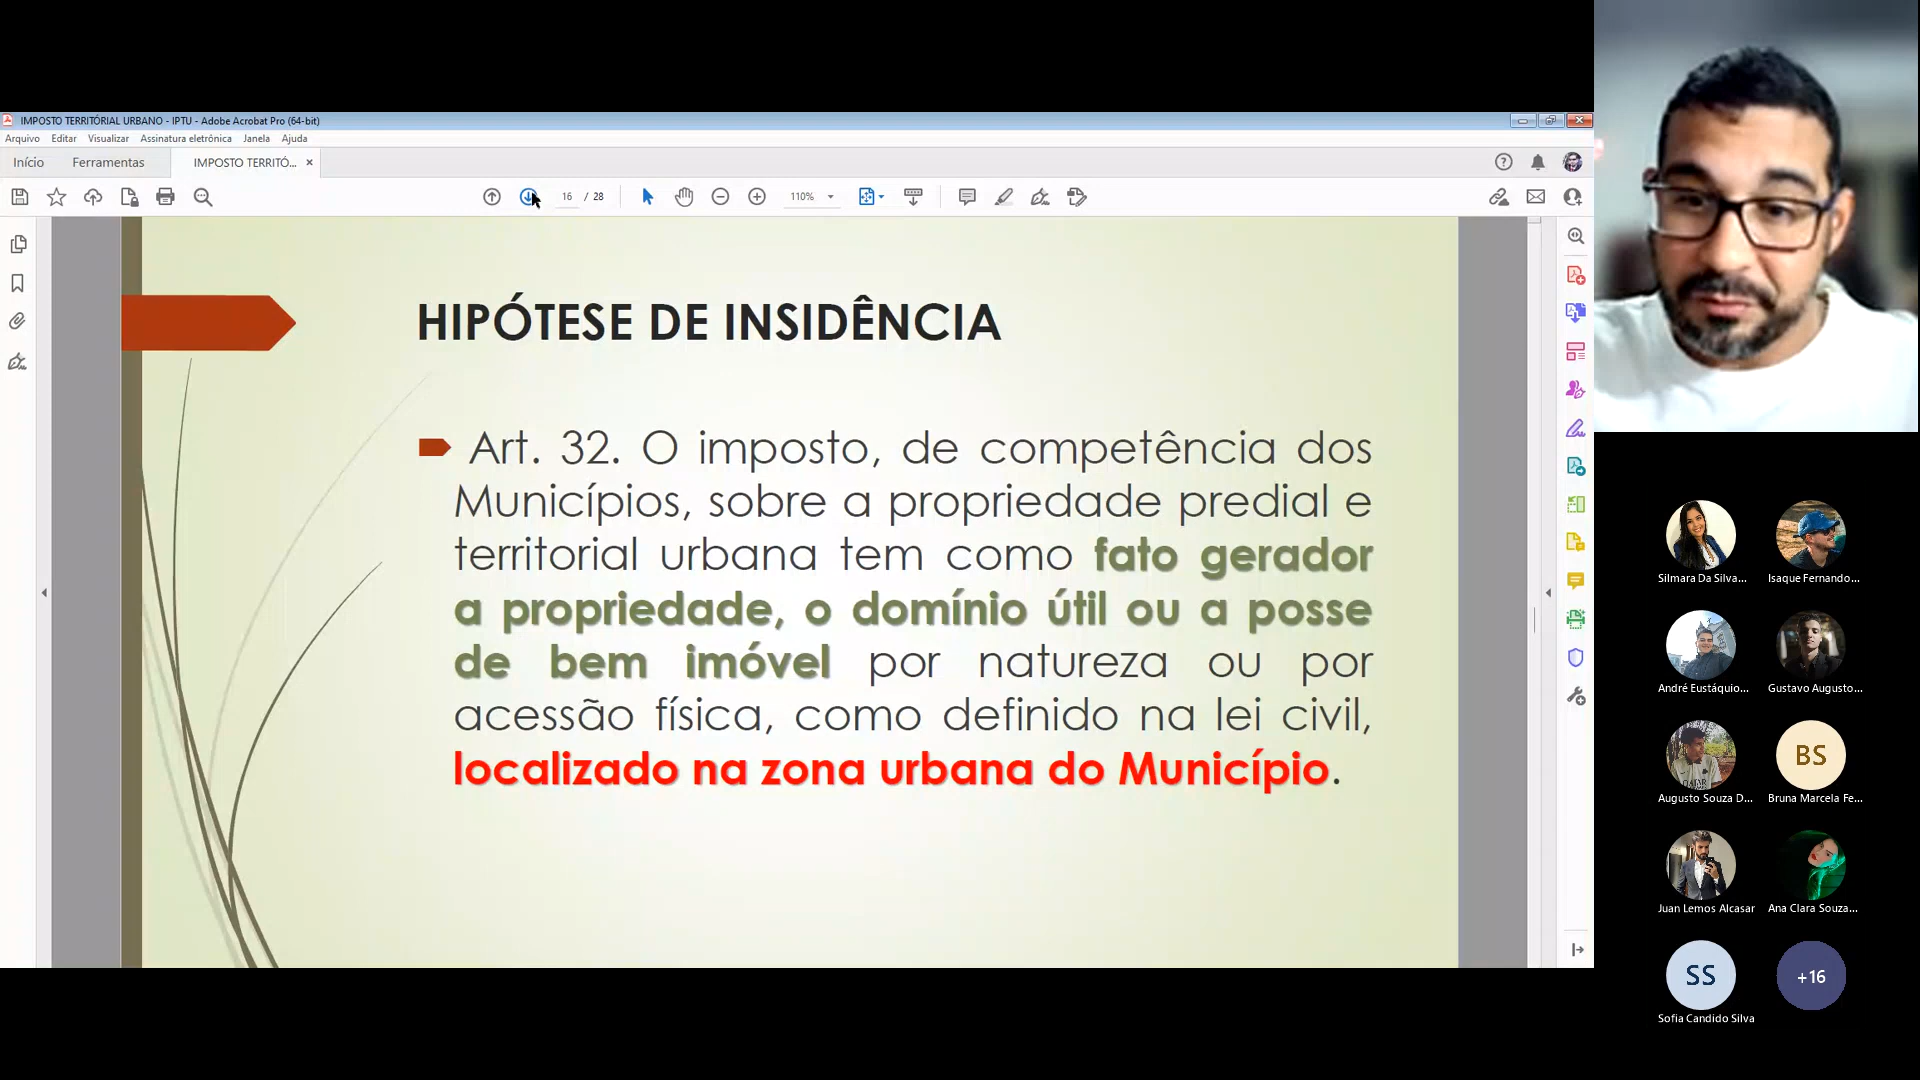 IMPOSTO TERRITÓRIAL URBANO - IPTU - Adobe Acrobat Pro (64-bit)
Arquivo Editar Visualizar Assinatura eletrônica Janela Ajuda
Início Ferramentas IMPOSTO TERRITÓ... ×
16 / 28 110%
HIPÓTESE DE INSIDÊNCIA
Art. 32. O imposto, de competência dos
Municípios, sobre a propriedade predial e
territorial urbana tem como fato gerador
a propriedade, o domínio útil ou a posse
de bem imóvel por natureza ou por
acessão física, como definido na lei civil,
localizado na zona urbana do Município.
Silmara Da Silva... Isaque Fernando...
André Eustáquio... Gustavo Augusto...
BS
Augusto Souza D... Bruna Marcela Fe...
Juan Lemos Alcasar Ana Clara Souza...
SS +16
Sofia Candido Silva